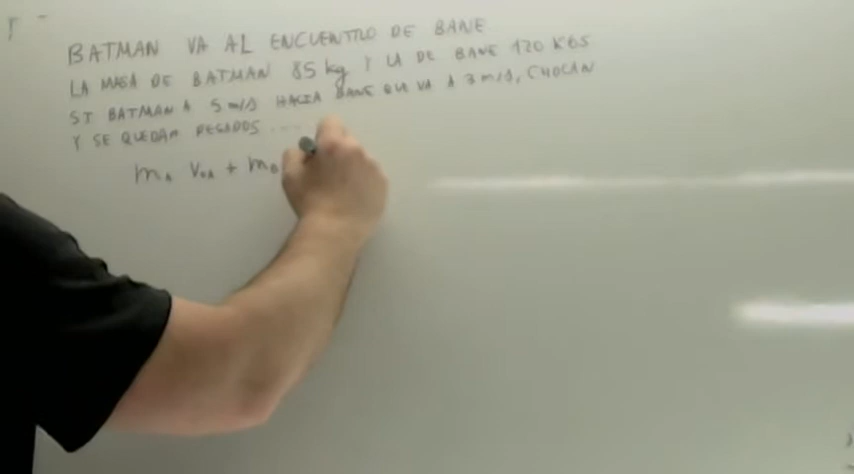 BATMAN VA AL ENCUENTRO DE BANE
LA MASA DE BATMAN 85 kg Y LA DE BANE 120 KGS
SI BATMAN A 5 m/s HACIA BANE QUE VA A 3 m/s, CHOCAN
Y SE QUEDAN PEGADOS ....
mA VoA + mB